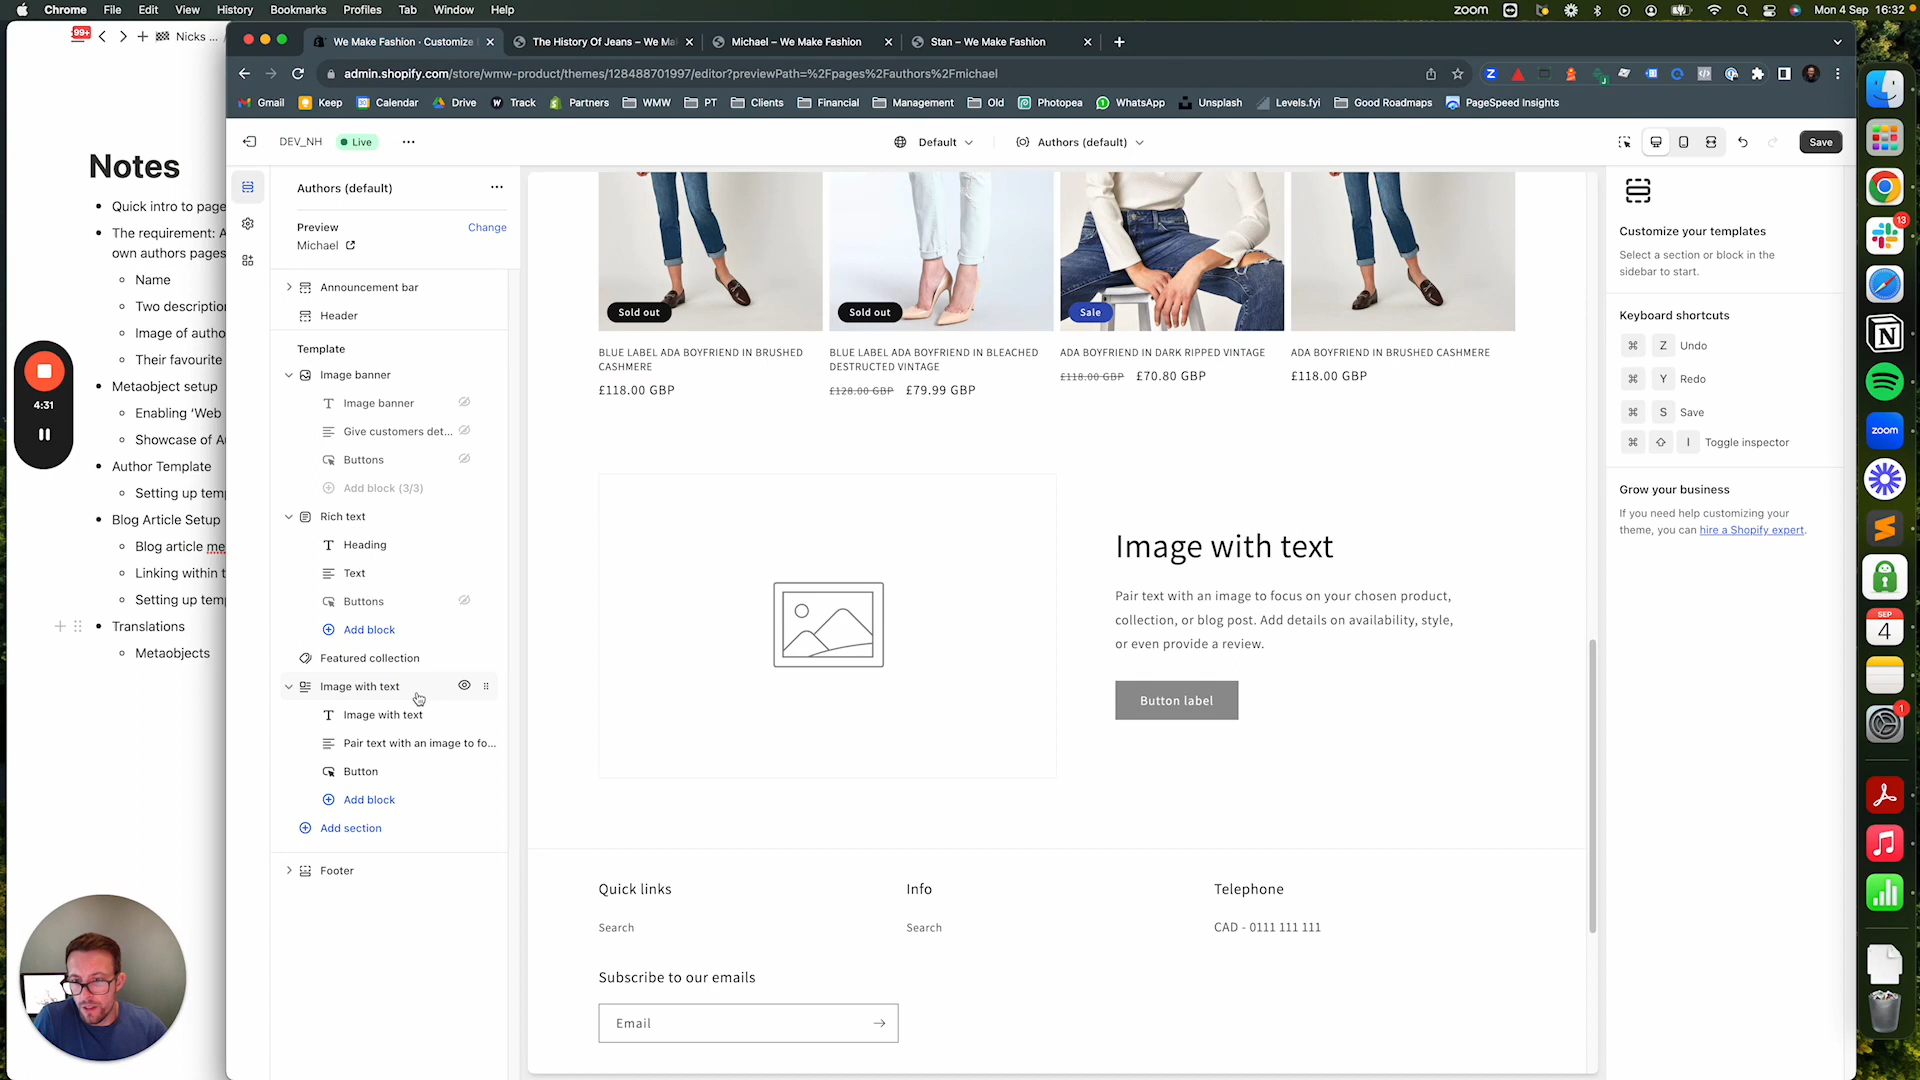 Chrome File Edit View History Bookmarks Profiles Tab Window Help
zoom
Mon 4 Sep 16:32
99+
Nicks ...
Notes
Quick intro to page
The requirement: A
own authors pages
Name
Two description
Image of autho
Their favourite
Metaobject setup
Enabling ‘Web
Showcase of Au
Author Template
Setting up temp
Blog Article Setup
Blog article me
Linking within t
Setting up temp
Translations
Metaobjects
4:31
We Make Fashion · Customize
The History Of Jeans – We Ma
Michael – We Make Fashion
Stan – We Make Fashion
admin.shopify.com/store/wmw-product/themes/128488701997/editor?previewPath=%2Fpages%2Fauthors%2Fmichael
Gmail Keep Calendar Drive Track Partners WMW PT Clients Financial Management Old Photopea WhatsApp Unsplash Levels.fyi Good Roadmaps PageSpeed Insights
DEV_NH
Live
Default
Authors (default)
Save
Authors (default)
Preview
Change
Michael
Announcement bar
Header
Template
Image banner
Image banner
Give customers det...
Buttons
Add block (3/3)
Rich text
Heading
Text
Buttons
Add block
Featured collection
Image with text
Image with text
Pair text with an image to fo...
Button
Add block
Add section
Footer
Sold out
Sold out
Sale
BLUE LABEL ADA BOYFRIEND IN BRUSHED
CASHMERE
£118.00 GBP
BLUE LABEL ADA BOYFRIEND IN BLEACHED
DESTRUCTED VINTAGE
£128.00 GBP £79.99 GBP
ADA BOYFRIEND IN DARK RIPPED VINTAGE
£118.00 GBP £70.80 GBP
ADA BOYFRIEND IN BRUSHED CASHMERE
£118.00 GBP
Image with text
Pair text with an image to focus on your chosen product,
collection, or blog post. Add details on availability, style,
or even provide a review.
Button label
Quick links
Search
Info
Search
Telephone
CAD - 0111 111 111
Subscribe to our emails
Email
Customize your templates
Select a section or block in the
sidebar to start.
Keyboard shortcuts
⌘ Z Undo
⌘ Y Redo
⌘ S Save
⌘ ⇧ I Toggle inspector
Grow your business
If you need help customizing your
theme, you can hire a Shopify expert.
13
zoom
SEP
4
1